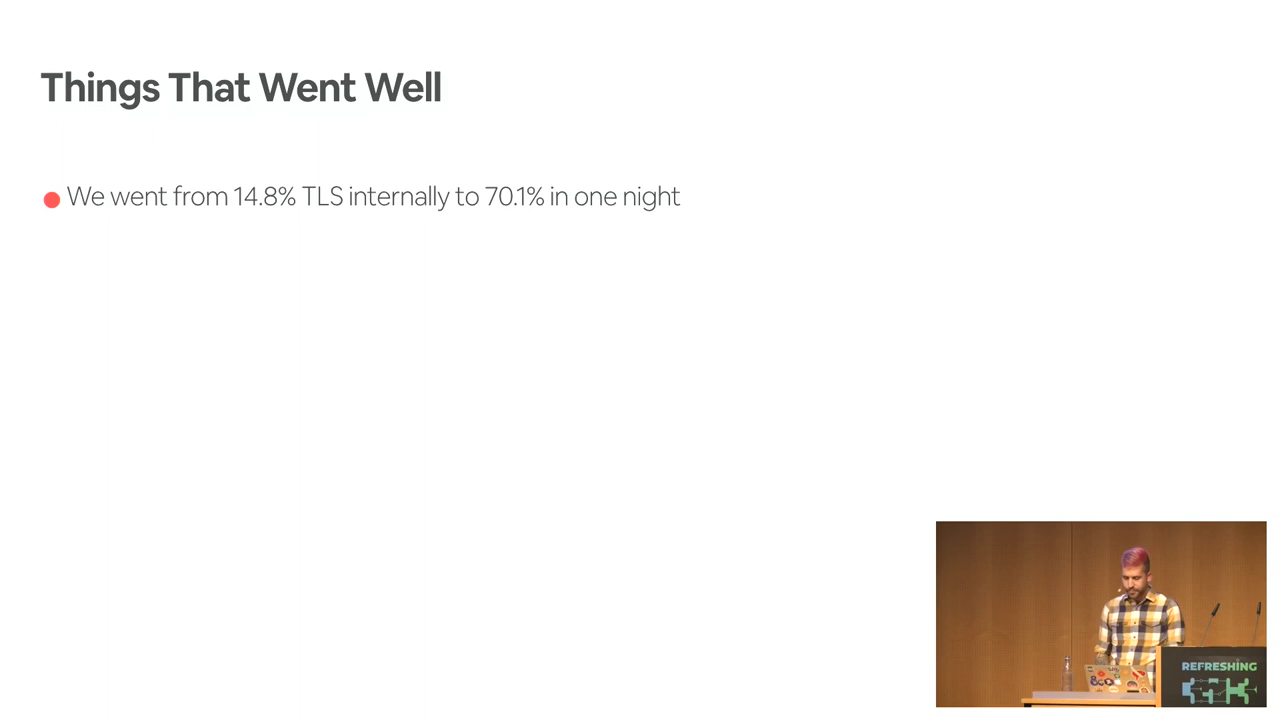 Things That Went Well
We went from 14.8% TLS internally to 70.1% in one night
REFRESHING